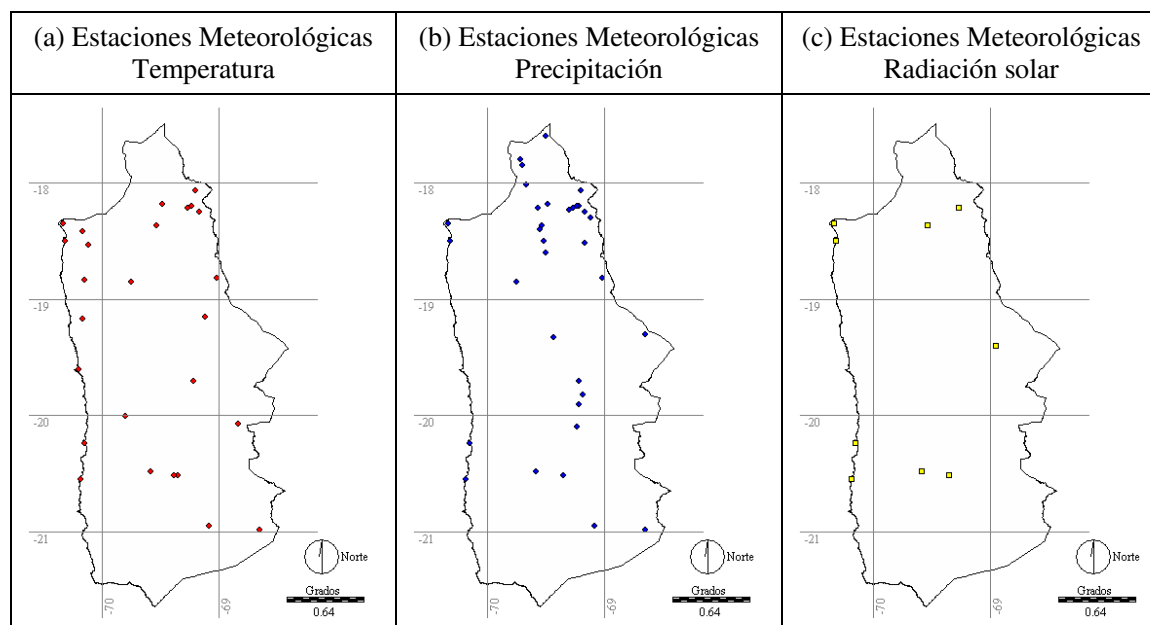 (a) Estaciones Meteorológicas
Temperatura
(b) Estaciones Meteorológicas
Precipitación
(c) Estaciones Meteorológicas
Radiación solar
-18
-19
-20
-21
-70
-69
Norte
Grados
0.64
-18
-19
-20
-21
-70
-69
Norte
Grados
0.64
-18
-19
-20
-21
-70
-69
Norte
Grados
0.64